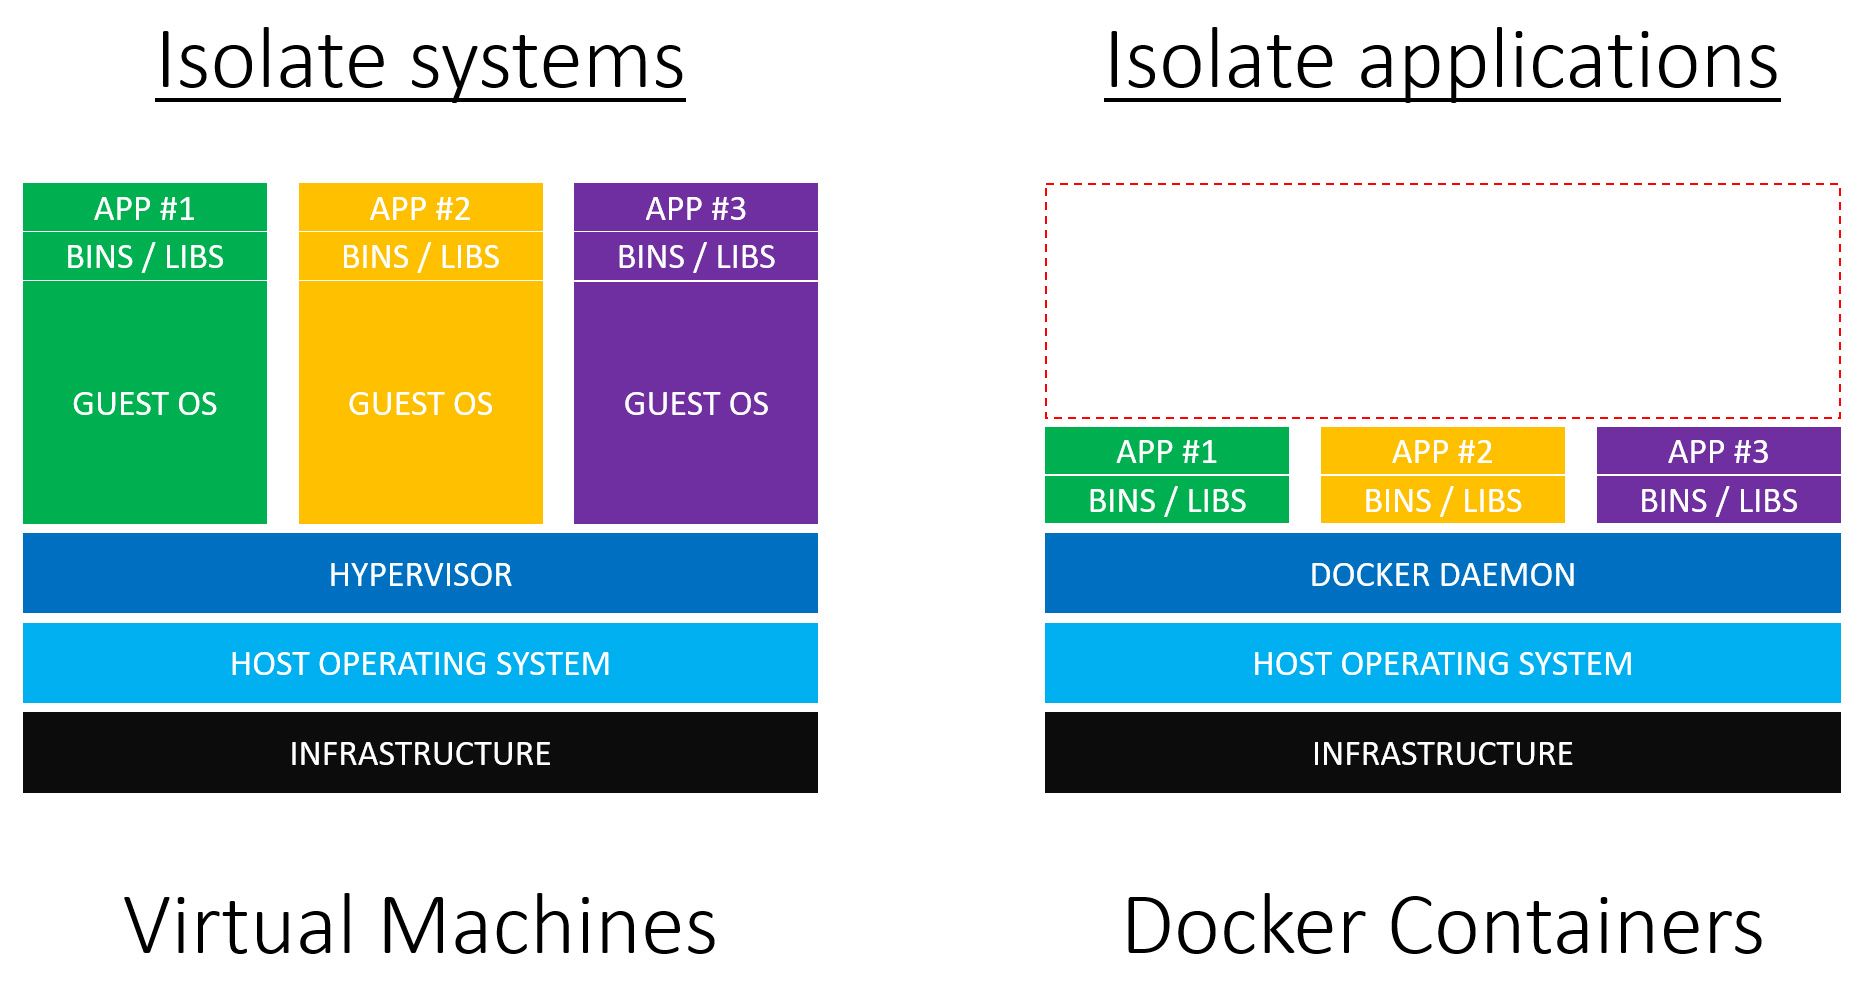 Isolate systems
APP #1
BINS / LIBS
GUEST OS
APP #2
BINS / LIBS
GUEST OS
APP #3
BINS / LIBS
GUEST OS
HYPERVISOR
HOST OPERATING SYSTEM
INFRASTRUCTURE
Virtual Machines
Isolate applications
APP #1
BINS / LIBS
APP #2
BINS / LIBS
APP #3
BINS / LIBS
DOCKER DAEMON
HOST OPERATING SYSTEM
INFRASTRUCTURE
Docker Containers